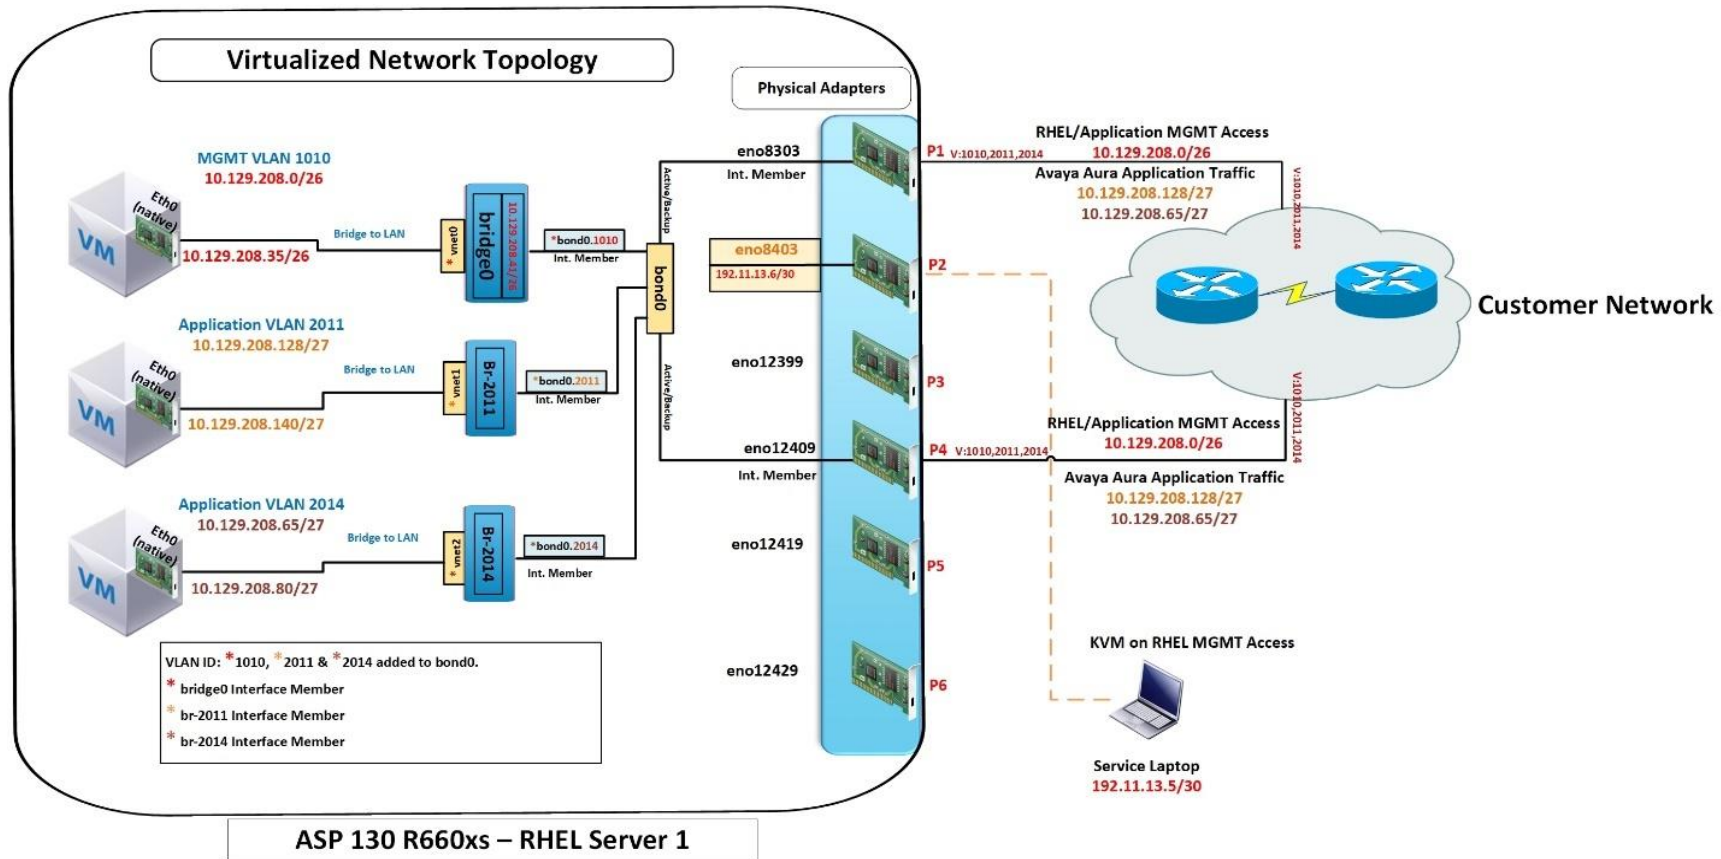 Virtualized Network Topology
Physical Adapters
MGMT VLAN 1010
10.129.208.0/26
Eth0
(native)
VM
10.129.208.35/26
Bridge to LAN
* vnet0
bridge0
10.129.208.41/26
*bond0.1010
Int. Member
Application VLAN 2011
10.129.208.128/27
Eth0
(native)
VM
10.129.208.140/27
Bridge to LAN
* vnet1
Br-2011
*bond0.2011
Int. Member
Application VLAN 2014
10.129.208.65/27
Eth0
(native)
VM
10.129.208.80/27
Bridge to LAN
* vnet2
Br-2014
*bond0.2014
Int. Member
bond0
Active/Backup
Active/Backup
eno8303
Int. Member
eno8403
192.11.13.6/30
eno12399
eno12409
Int. Member
eno12419
eno12429
P1 V:1010,2011,2014
P2
P3
P4 V:1010,2011,2014
P5
P6
RHEL/Application MGMT Access
10.129.208.0/26
Avaya Aura Application Traffic
10.129.208.128/27
10.129.208.65/27
V:1010,2011,2014
Customer Network
V:1010,2011,2014
RHEL/Application MGMT Access
10.129.208.0/26
Avaya Aura Application Traffic
10.129.208.128/27
10.129.208.65/27
KVM on RHEL MGMT Access
Service Laptop
192.11.13.5/30
VLAN ID: *1010, *2011 & *2014 added to bond0.
* bridge0 Interface Member
* br-2011 Interface Member
* br-2014 Interface Member
ASP 130 R660xs – RHEL Server 1